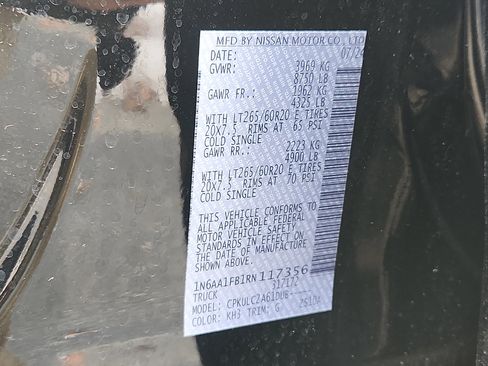 MFD BY NISSAN MOTOR CO., LTD
DATE: 07/24
GVWR: 3969 KG
8750 LB
GAWR FR.: 1962 KG
4325 LB
WITH LT265/60R20 E TIRES
20X7.5 RIMS AT 65 PSI
COLD SINGLE
GAWR RR.: 2223 KG
4900 LB
WITH LT265/60R20 E TIRES
20X7.5 RIMS AT 70 PSI
COLD SINGLE
THIS VEHICLE CONFORMS TO
ALL APPLICABLE FEDERAL
MOTOR VEHICLE SAFETY
STANDARDS IN EFFECT ON
THE DATE OF MANUFACTURE
SHOWN ABOVE.
1N6AA1FB1RN117356
TRUCK 317172
MODEL: CPKULCZA61DUB----
COLOR: KH3 TRIM: G